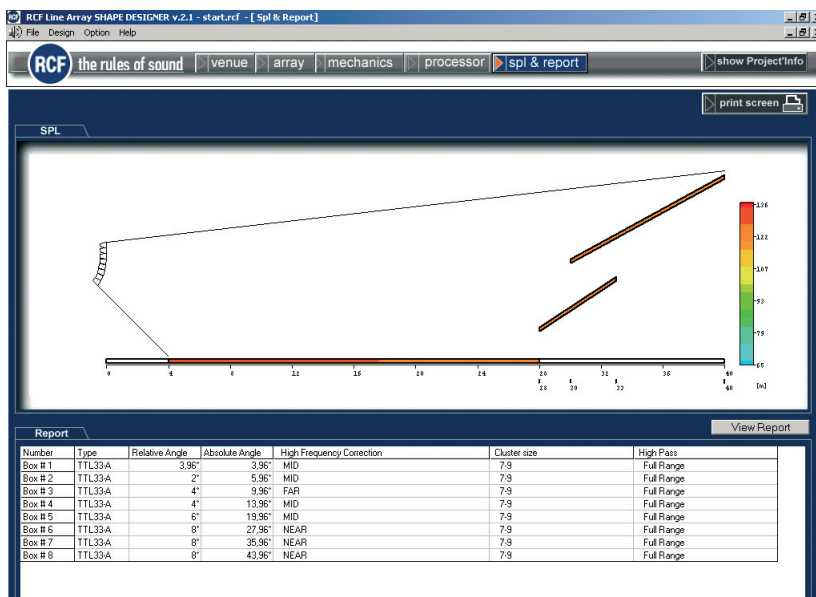 RCF Line Array SHAPE DESIGNER v.2.1 - start.rcf - [ Spl & Report]
File Design Option Help
RCF the rules of sound venue array mechanics processor spl & report show Project'Info
print screen
SPL
126
122
107
93
79
65
0 4 8 12 16 20 24 28 32 36 40 [m]
28 40
View Report
Report
Number Type Relative Angle Absolute Angle High Frequency Correction Cluster size High Pass
Box # 1 TTL33-A 3,96° 3,96° MID 7-9 Full Range
Box # 2 TTL33-A 2° 5,96° MID 7-9 Full Range
Box # 3 TTL33-A 4° 9,96° FAR 7-9 Full Range
Box # 4 TTL33-A 4° 13,96° MID 7-9 Full Range
Box # 5 TTL33-A 6° 19,96° MID 7-9 Full Range
Box # 6 TTL33-A 8° 27,96° NEAR 7-9 Full Range
Box # 7 TTL33-A 8° 35,96° NEAR 7-9 Full Range
Box # 8 TTL33-A 8° 43,96° NEAR 7-9 Full Range